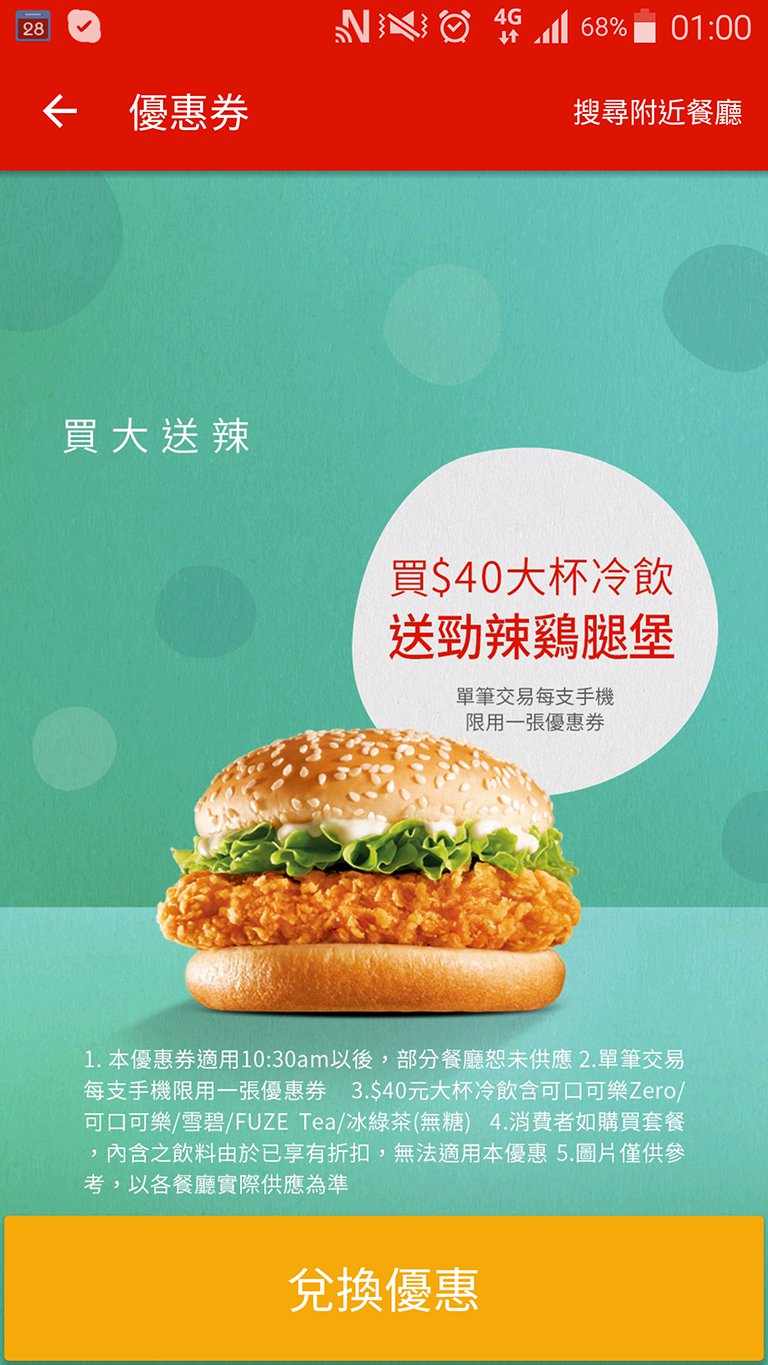 28
4G
68%
01:00
優惠券
搜尋附近餐廳
買大送辣
買$40大杯冷飲
送勁辣鷄腿堡
單筆交易每支手機
限用一張優惠券
1. 本優惠券適用10:30am以後，部分餐廳恕未供應 2.單筆交易
每支手機限用一張優惠券 3.$40元大杯冷飲含可口可樂Zero/
可口可樂/雪碧/FUZE Tea/冰綠茶(無糖) 4.消費者如購買套餐
，內含之飲料由於已享有折扣，無法適用本優惠 5.圖片僅供參
考，以各餐廳實際供應為準
兌換優惠